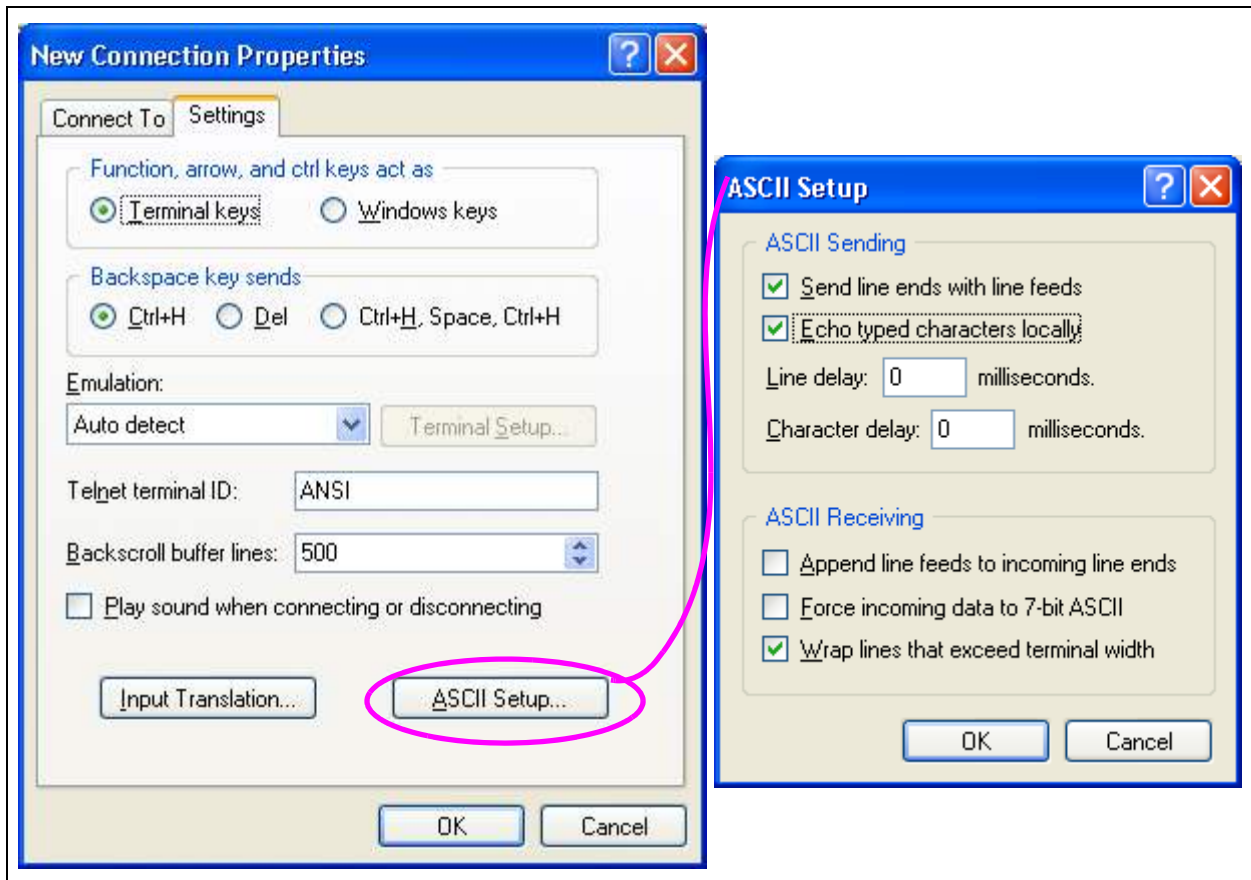 New Connection Properties
Connect To Settings
Function, arrow, and ctrl keys act as
Terminal keys Windows keys
Backspace key sends
Ctrl+H Del Ctrl+H, Space, Ctrl+H
Emulation:
Auto detect Terminal Setup...
Telnet terminal ID: ANSI
Backscroll buffer lines: 500
Play sound when connecting or disconnecting
Input Translation... ASCII Setup...
OK Cancel
ASCII Setup
ASCII Sending
Send line ends with line feeds
Echo typed characters locally
Line delay: 0 milliseconds.
Character delay: 0 milliseconds.
ASCII Receiving
Append line feeds to incoming line ends
Force incoming data to 7-bit ASCII
Wrap lines that exceed terminal width
OK Cancel